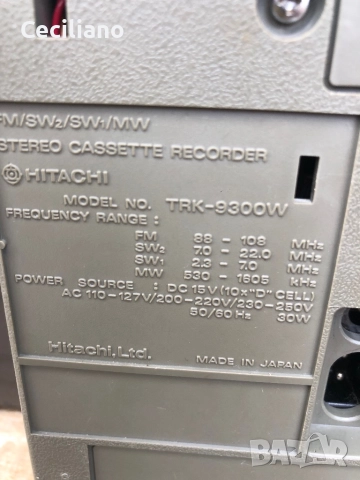 Ceciliano
FM/SW2/SW1/MW
STEREO CASSETTE RECORDER
HITACHI
MODEL NO. TRK-9300W
FREQUENCY RANGE :
FM 88 - 108 MHz
SW2 7.0 - 22.0 MHz
SW1 2.3 - 7.0 MHz
MW 530 - 1605 kHz
POWER SOURCE : DC 15V (10x"D" CELL)
AC 110-127V/200-220V/230-250V
50/60 Hz 30W
Hitachi, Ltd. MADE IN JAPAN
BAZAR